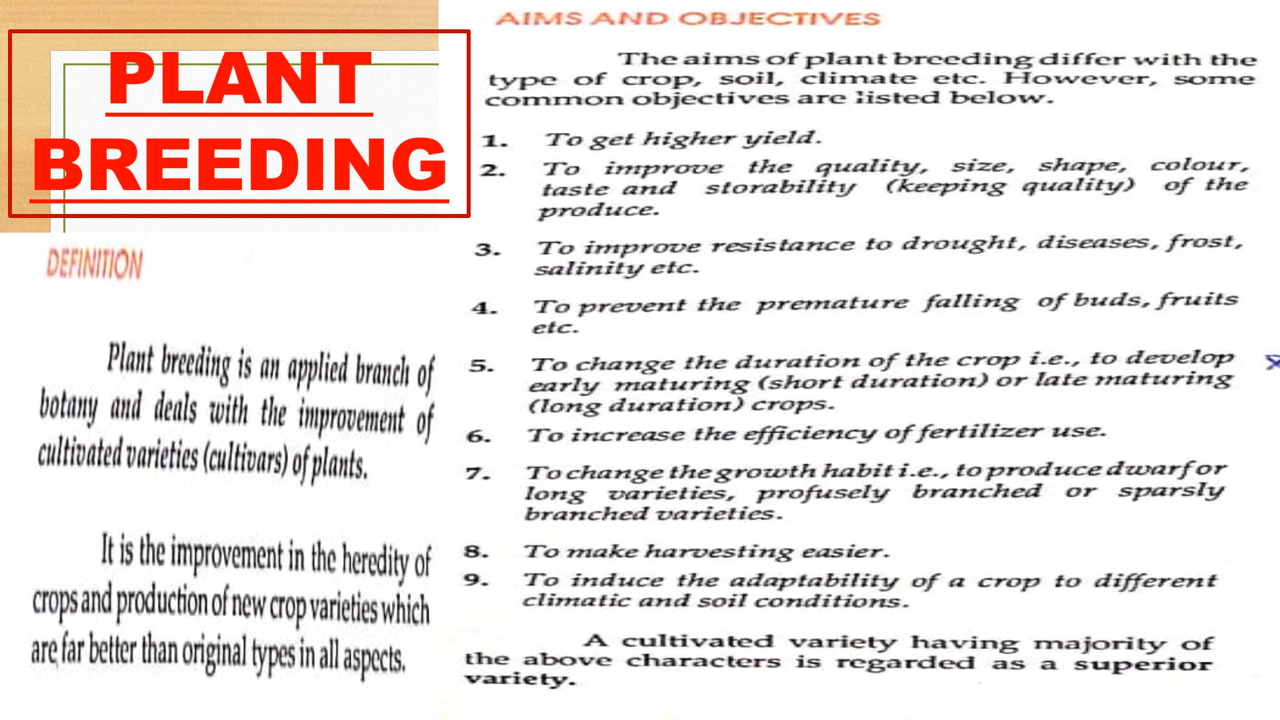 PLANT
BREEDING
DEFINITION
Plant breeding is an applied branch of
botany and deals with the improvement of
cultivated varieties (cultivars) of plants.
It is the improvement in the heredity of
crops and production of new crop varieties which
are far better than original types in all aspects.
AIMS AND OBJECTIVES
The aims of plant breeding differ with the
type of crop, soil, climate etc. However, some
common objectives are listed below.
1. To get higher yield.
2. To improve the quality, size, shape, colour,
taste and storability (keeping quality) of the
produce.
3. To improve resistance to drought, diseases, frost,
salinity etc.
4. To prevent the premature falling of buds, fruits
etc.
5. To change the duration of the crop i.e., to develop
early maturing (short duration) or late maturing
(long duration) crops.
6. To increase the efficiency of fertilizer use.
7. To change the growth habit i.e., to produce dwarf or
long varieties, profusely branched or sparsly
branched varieties.
8. To make harvesting easier.
9. To induce the adaptability of a crop to different
climatic and soil conditions.
A cultivated variety having majority of
the above characters is regarded as a superior
variety.